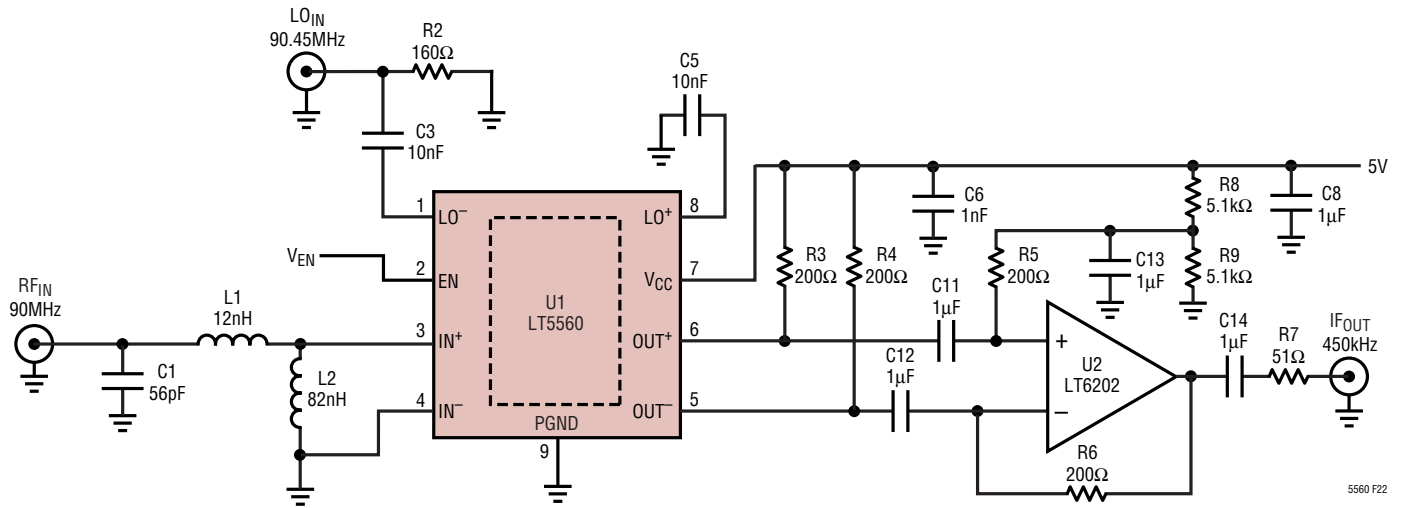 LO_IN
90.45MHz
R2
160Ω
C3
10nF
C5
10nF
5V
1
LO⁻
LO⁺
8
C6
1nF
R8
5.1kΩ
C8
1µF
V_EN
2
EN
V_CC
7
R3
200Ω
R4
200Ω
R5
200Ω
C13
1µF
R9
5.1kΩ
RF_IN
90MHz
L1
12nH
U1
LT5560
C11
1µF
3
IN⁺
OUT⁺
6
+
C14
1µF
R7
51Ω
IF_OUT
450kHz
C1
56pF
L2
82nH
C12
1µF
U2
LT6202
4
IN⁻
OUT⁻
5
−
PGND
9
R6
200Ω
5560 F22